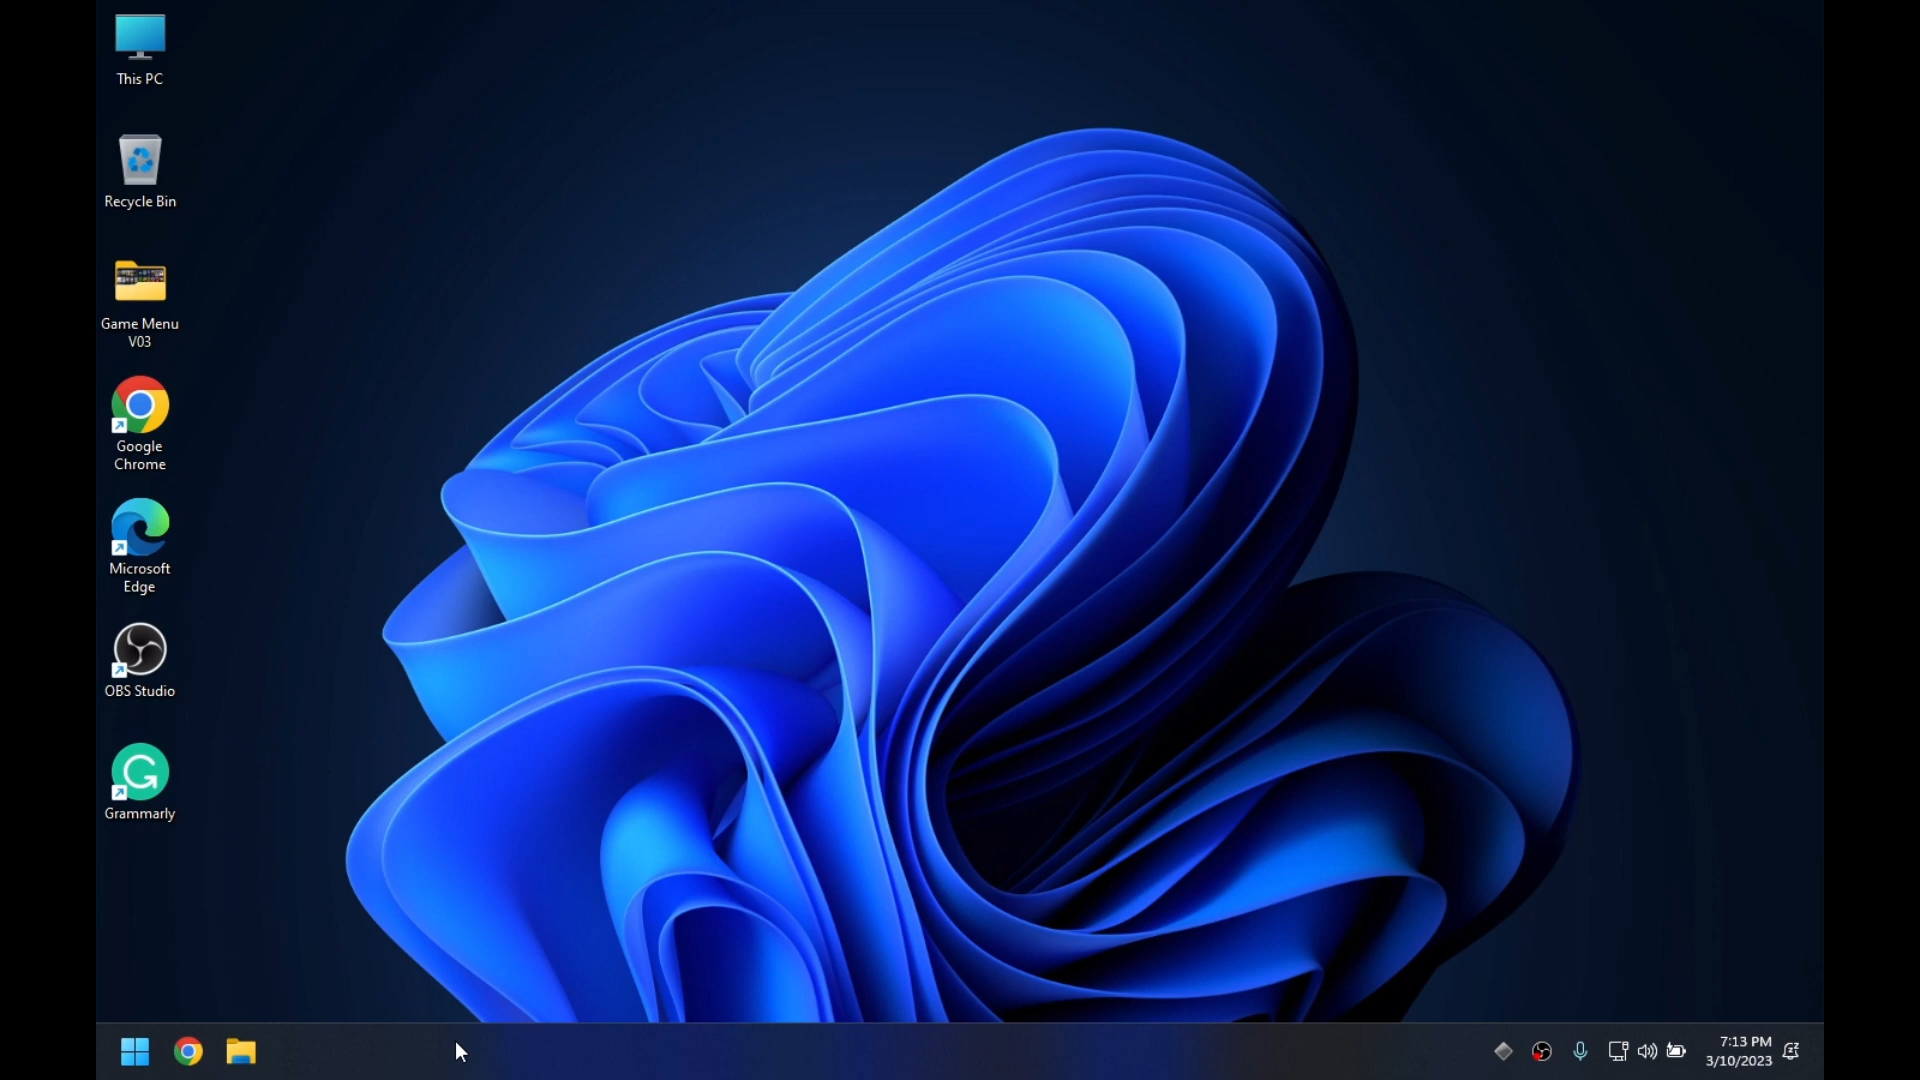 This PC
Recycle Bin
Game Menu
V03
Google
Chrome
Microsoft
Edge
OBS Studio
Grammarly
7:13 PM
3/10/2023